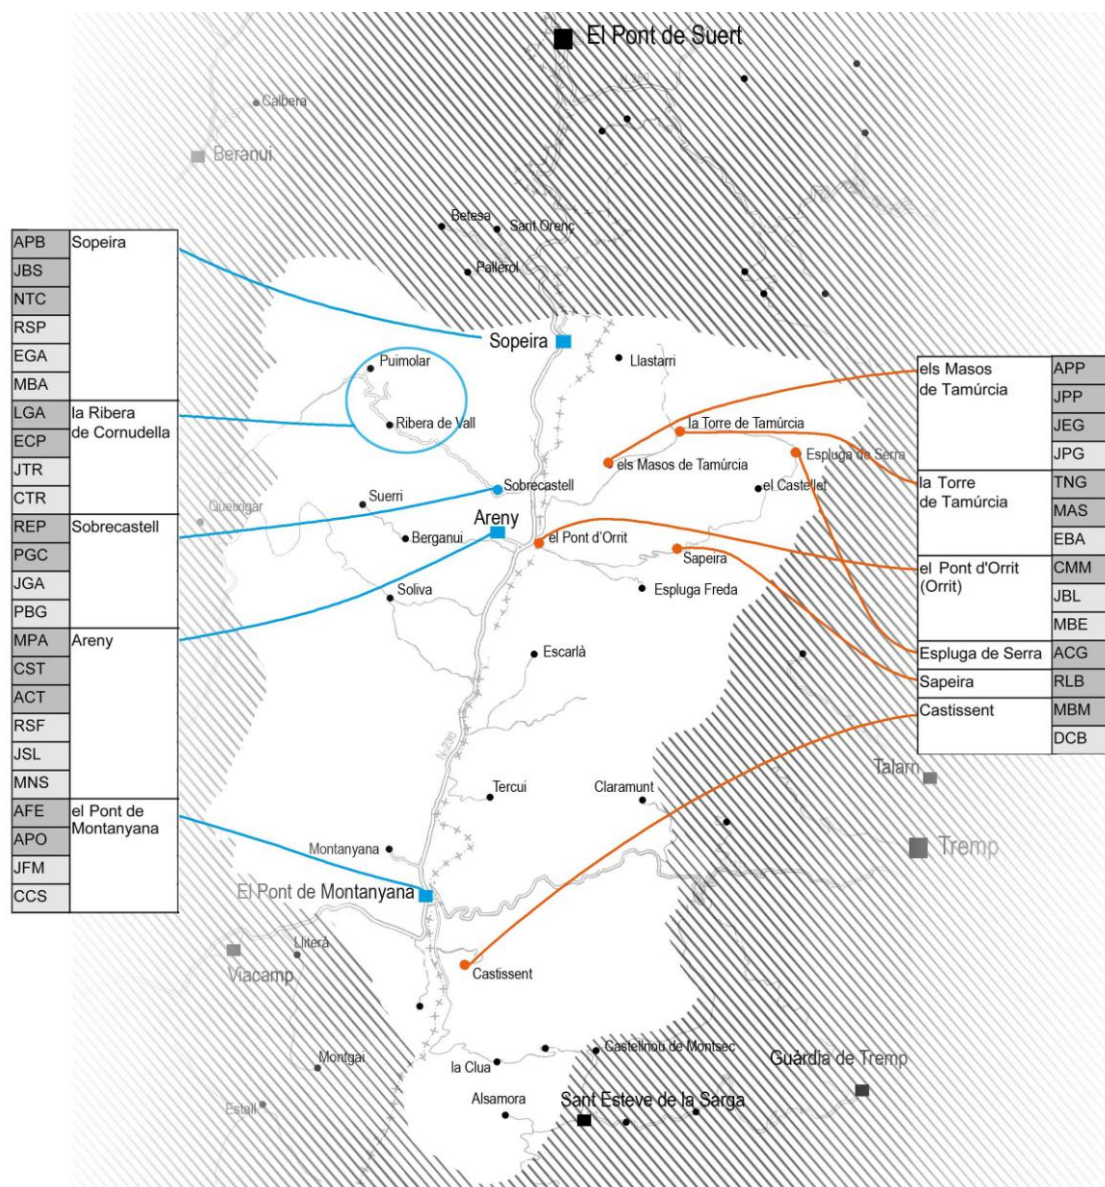 El Pont de Suert
N-260
Calbera
Beranui
Betesa
Sant Orenç
Pallerol
APB Sopeira
JBS
NTC
RSP
EGA
MBA
LGA la Ribera
de Cornudella
ECP
JTR
CTR
REP Sobrecastell
PGC
JGA
PBG
MPA Areny
CST
ACT
RSF
JSL
MNS
AFE el Pont de
Montanyana
APO
JFM
CCS
Sopeira
Llastarri
Puimolar
Ribera de Vall
la Torre de Tamúrcia
Espluga de Serra
els Masos de Tamúrcia
el Castellet
Sobrecastell
Suerri
Queixigar
Areny
Berganui
el Pont d'Orrit
Sapeira
Espluga Freda
Soliva
Escarlà
N-230
Tercui
Claramunt
Montanyana
El Pont de Montanyana
Talarn
Tremp
Lliterà
Viacamp
Castissent
Montgai
la Clua
Castellnou de Montsec
Guàrdia de Tremp
Estall
Alsamora
Sant Esteve de la Sarga
els Masos
de Tamúrcia
APP
JPP
JEG
JPG
la Torre
de Tamúrcia
TNG
MAS
EBA
el Pont d'Orrit
(Orrit)
CMM
JBL
MBE
Espluga de Serra ACG
Sapeira RLB
Castissent MBM
DCB